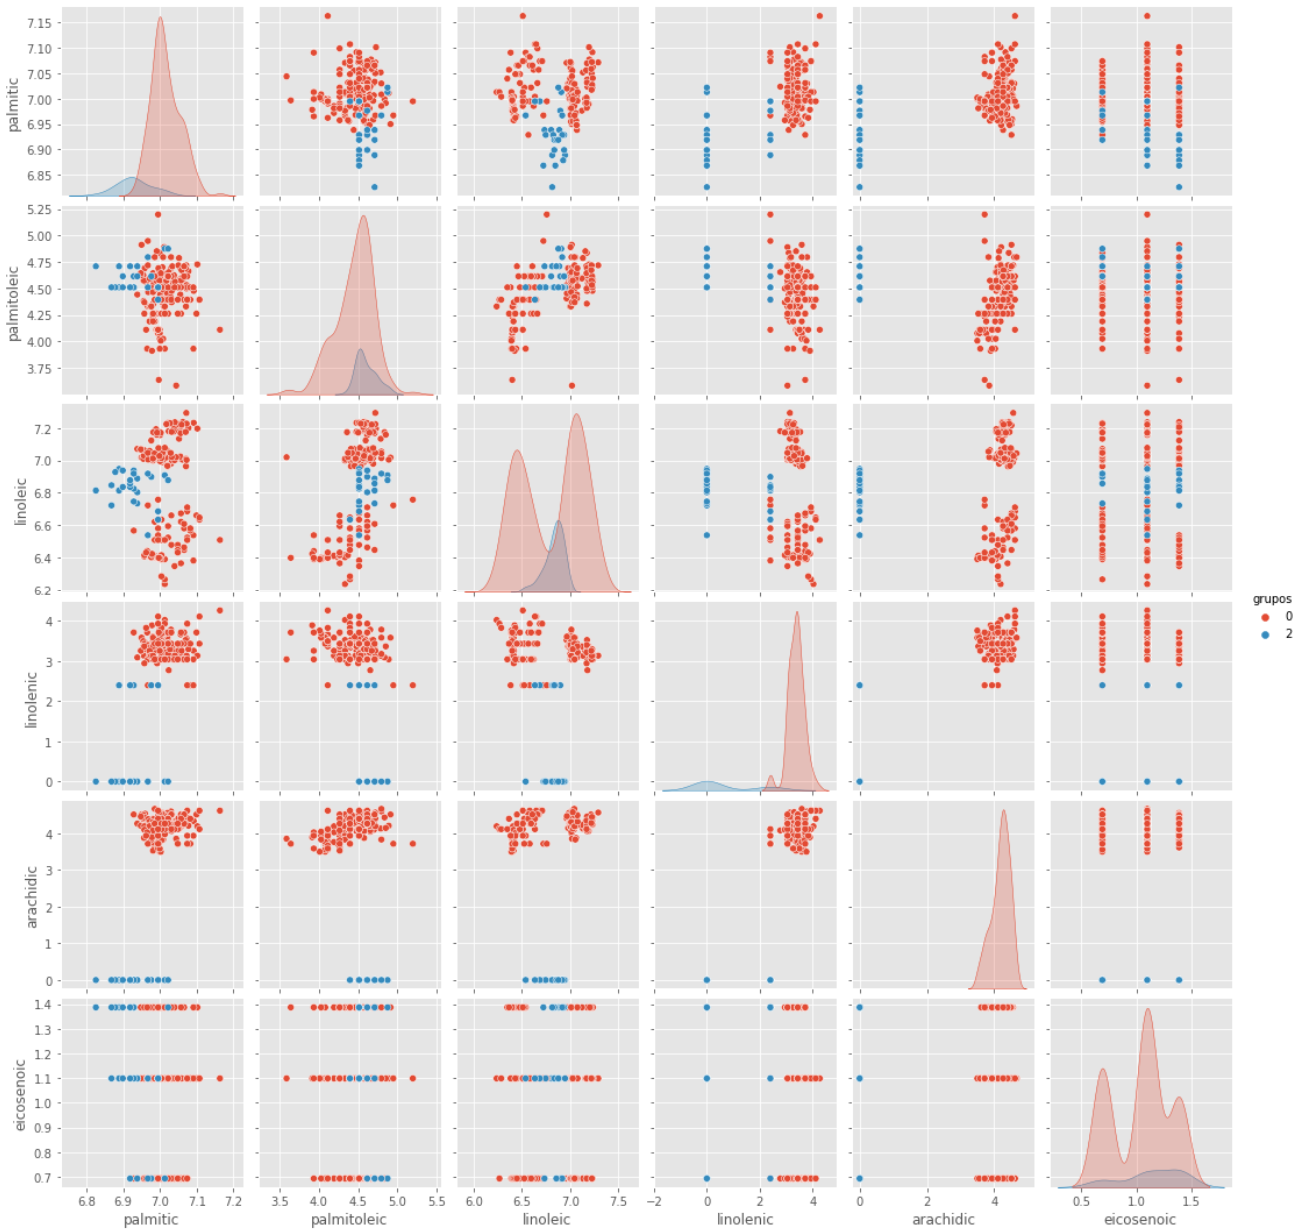 7.15
7.10
7.05
7.00
6.95
6.90
6.85
palmitic
5.25
5.00
4.75
4.50
4.25
4.00
3.75
palmitoleic
7.2
7.0
6.8
6.6
6.4
6.2
linoleic
4
3
2
1
0
linolenic
grupos
0
2
4
3
2
1
0
arachidic
1.4
1.3
1.2
1.1
1.0
0.9
0.8
0.7
eicosenoic
6.8 6.9 7.0 7.1 7.2
3.5 4.0 4.5 5.0 5.5
6.0 6.5 7.0 7.5
−2 0 2 4
0 2 4
0.5 1.0 1.5
palmitic
palmitoleic
linoleic
linolenic
arachidic
eicosenoic